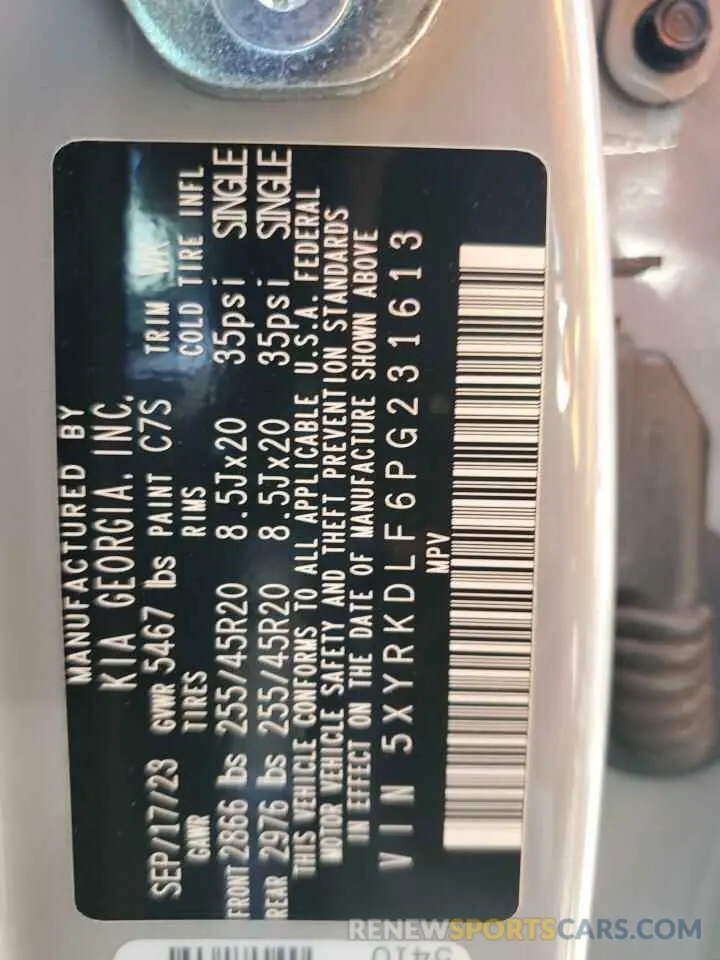 MANUFACTURED BY
KIA GEORGIA, INC.
SEP/17/23 GVWR 5467 lbs PAINT C7S TRIM WK
GAWR TIRES RIMS COLD TIRE INFL
FRONT 2866 lbs 255/45R20 8.5Jx20 35psi SINGLE
REAR 2976 lbs 255/45R20 8.5Jx20 35psi SINGLE
THIS VEHICLE CONFORMS TO ALL APPLICABLE U.S.A. FEDERAL
MOTOR VEHICLE SAFETY AND THEFT PREVENTION STANDARDS
IN EFFECT ON THE DATE OF MANUFACTURE SHOWN ABOVE
VIN 5XYRKDLF6PG231613
MPV
5410
RENEWSPORTSCARS.COM